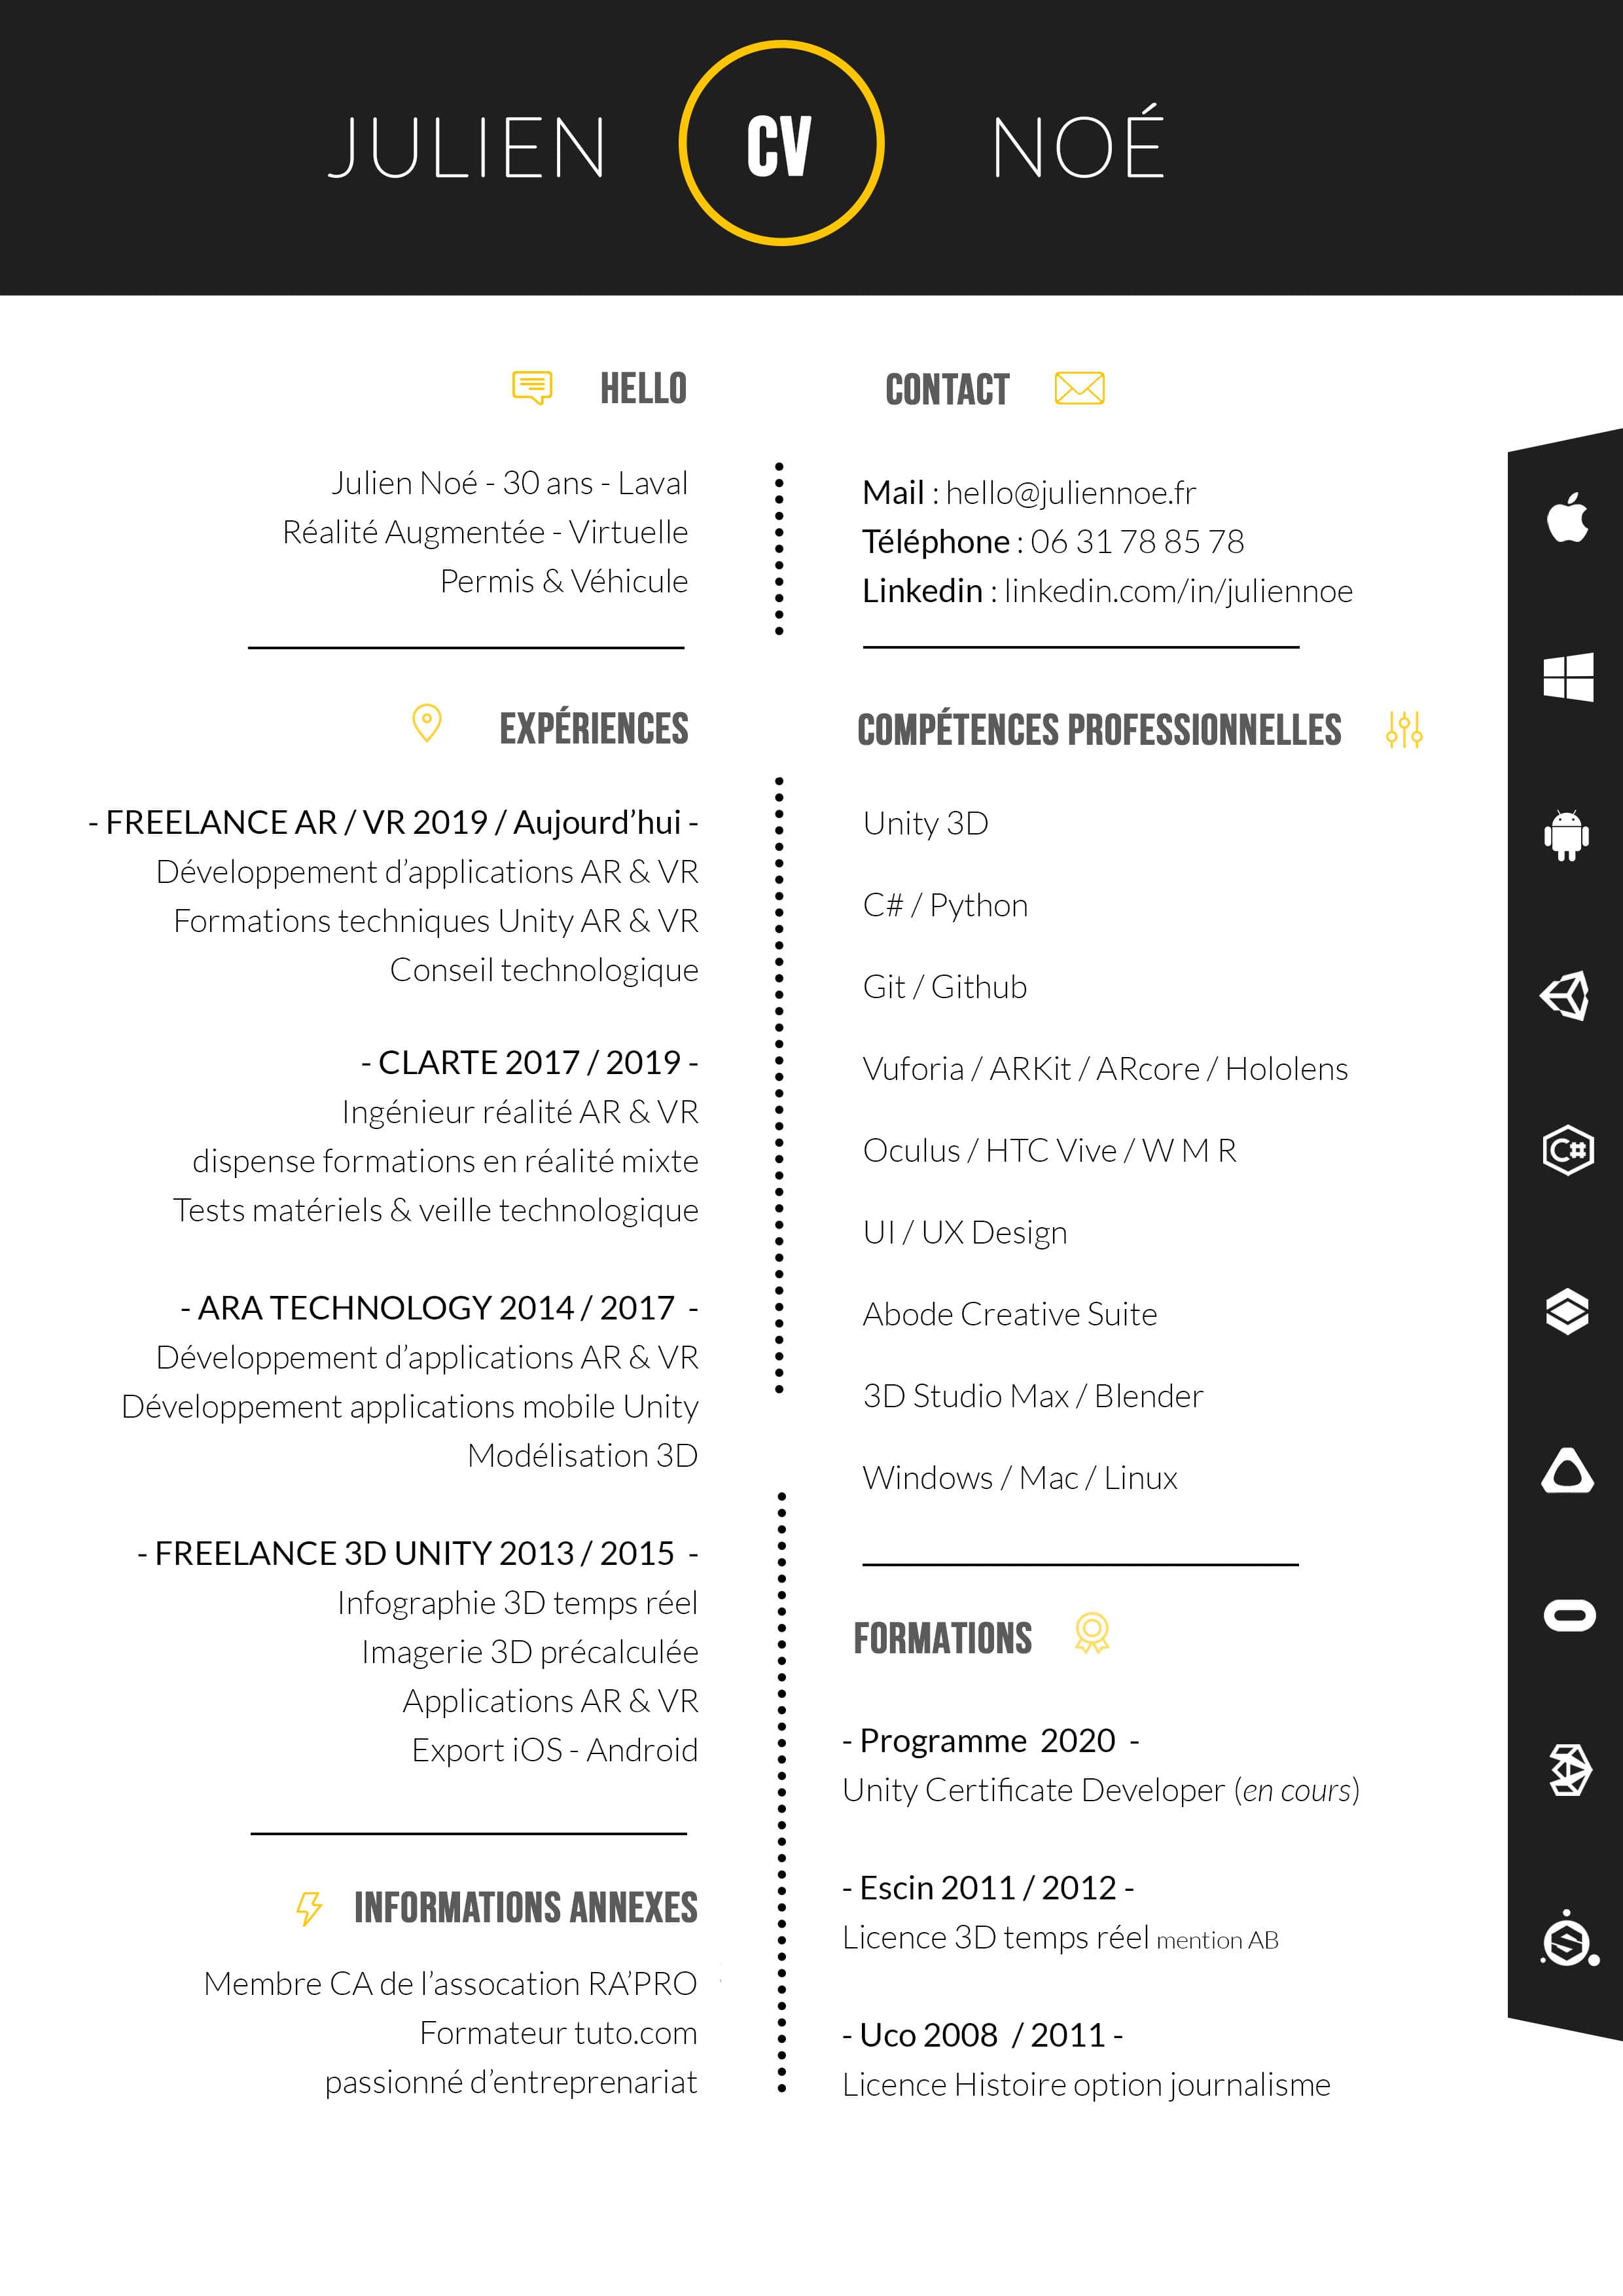 JULIEN CV NOÉ
HELLO
Julien Noé - 30 ans - Laval
Réalité Augmentée - Virtuelle
Permis & Véhicule
EXPÉRIENCES
- FREELANCE AR / VR 2019 / Aujourd’hui -
Développement d’applications AR & VR
Formations techniques Unity AR & VR
Conseil technologique
- CLARTE 2017 / 2019 -
Ingénieur réalité AR & VR
dispense formations en réalité mixte
Tests matériels & veille technologique
- ARA TECHNOLOGY 2014 / 2017 -
Développement d’applications AR & VR
Développement applications mobile Unity
Modélisation 3D
- FREELANCE 3D UNITY 2013 / 2015 -
Infographie 3D temps réel
Imagerie 3D précalculée
Applications AR & VR
Export iOS - Android
INFORMATIONS ANNEXES
Membre CA de l’assocation RA’PRO
Formateur tuto.com
passionné d’entreprenariat
CONTACT
Mail : hello@juliennoe.fr
Téléphone : 06 31 78 85 78
Linkedin : linkedin.com/in/juliennoe
COMPÉTENCES PROFESSIONNELLES
Unity 3D
C# / Python
Git / Github
Vuforia / ARKit / ARcore / Hololens
Oculus / HTC Vive / W M R
UI / UX Design
Abode Creative Suite
3D Studio Max / Blender
Windows / Mac / Linux
FORMATIONS
- Programme 2020 -
Unity Certificate Developer (en cours)
- Escin 2011 / 2012 -
Licence 3D temps réel mention AB
- Uco 2008 / 2011 -
Licence Histoire option journalisme
C#